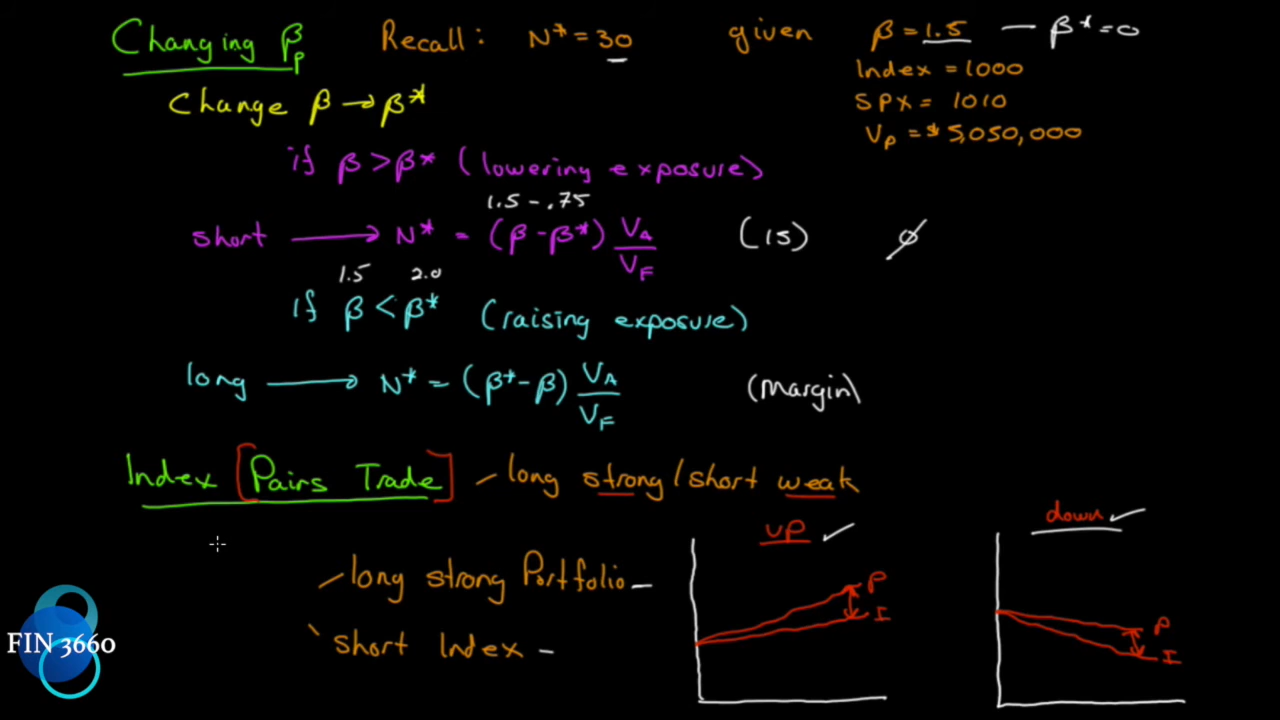 Changing βp Recall: N* = 30 given β = 1.5 — β* = 0
Index = 1000
Change β → β*
SPX = 1010
Vp = $5,050,000
if β > β* (lowering exposure)
1.5 - .75
short → N* = (β - β*) VA/VF (15) ∅
1.5 2.0
if β < β* (raising exposure)
long → N* = (β* - β) VA/VF (margin)
Index [Pairs Trade] - long strong/short weak
up ✓
down ✓
long strong Portfolio -
short Index -
P
I
P
I
FIN 3660